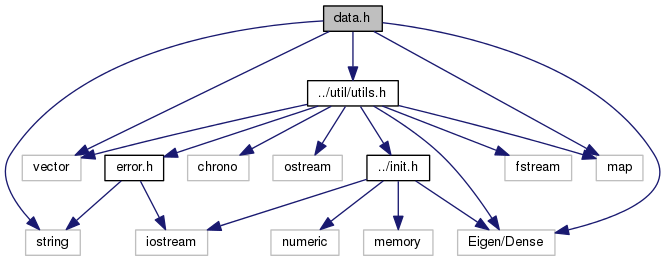 data.h
../util/utils.h
vector
error.h
chrono
ostream
../init.h
fstream
map
string
iostream
numeric
memory
Eigen/Dense